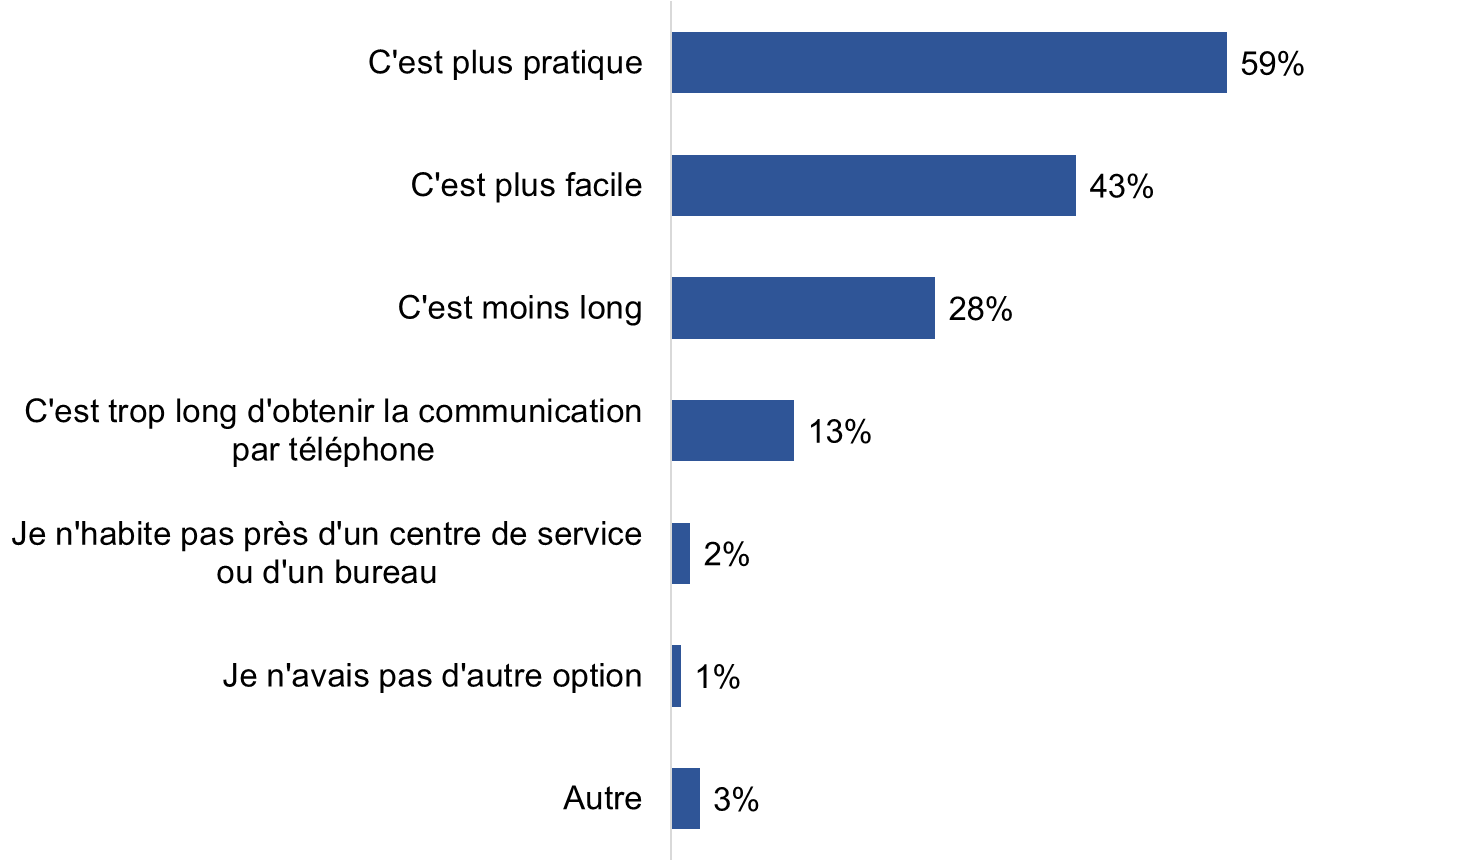 C'est plus pratique 59%
C'est plus facile 43%
C'est moins long 28%
C'est trop long d'obtenir la communication
par téléphone 13%
Je n'habite pas près d'un centre de service
ou d'un bureau 2%
Je n'avais pas d'autre option 1%
Autre 3%